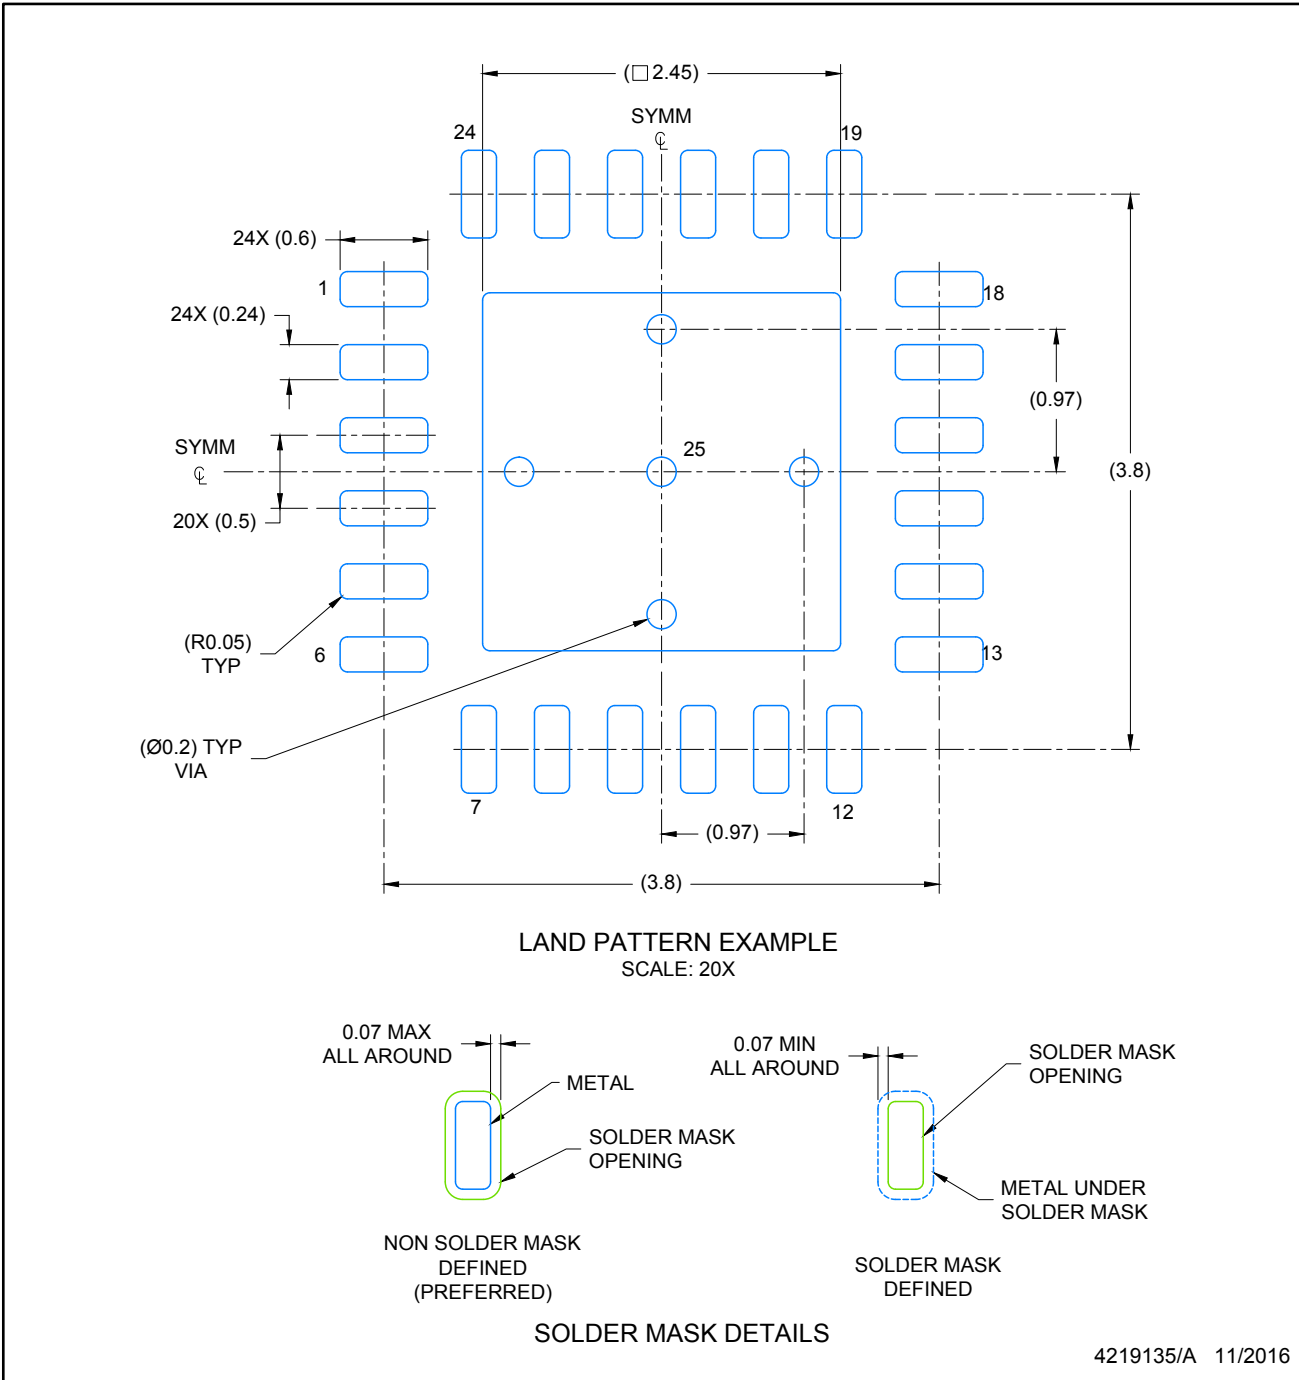 (□ 2.45)
SYMM
℄
24
19
24X (0.6)
1
18
24X (0.24)
(0.97)
SYMM
℄
25
(3.8)
20X (0.5)
(R0.05)
TYP
6
13
(Ø0.2) TYP
VIA
7
12
(0.97)
(3.8)
LAND PATTERN EXAMPLE
SCALE: 20X
0.07 MAX
ALL AROUND
METAL
SOLDER MASK
OPENING
NON SOLDER MASK
DEFINED
(PREFERRED)
0.07 MIN
ALL AROUND
SOLDER MASK
OPENING
METAL UNDER
SOLDER MASK
SOLDER MASK
DEFINED
SOLDER MASK DETAILS
4219135/A 11/2016